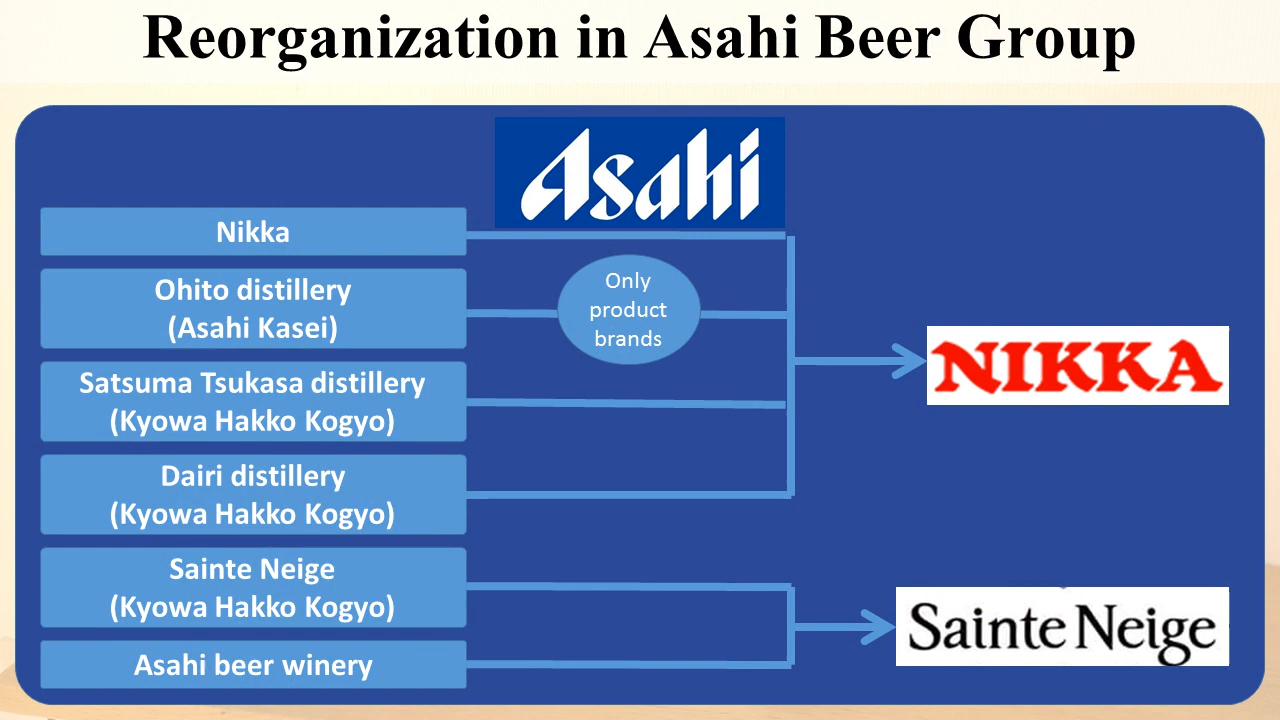 Reorganization in Asahi Beer Group
Asahi
Nikka
Ohito distillery
(Asahi Kasei)
Only
product
brands
Satsuma Tsukasa distillery
(Kyowa Hakko Kogyo)
NIKKA
Dairi distillery
(Kyowa Hakko Kogyo)
Sainte Neige
(Kyowa Hakko Kogyo)
Sainte Neige
Asahi beer winery